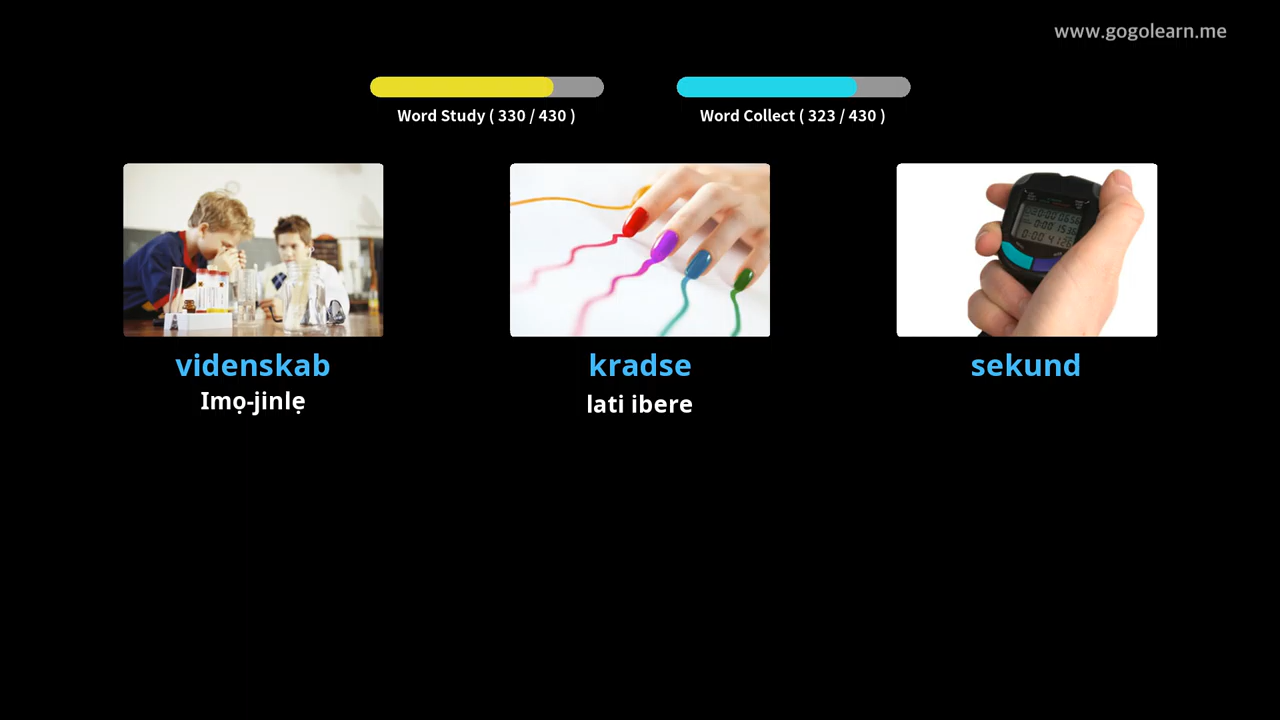 www.gogolearn.me
Word Study ( 330 / 430 )
Word Collect ( 323 / 430 )
videnskab
kradse
sekund
Imọ-jinlẹ
lati ibere